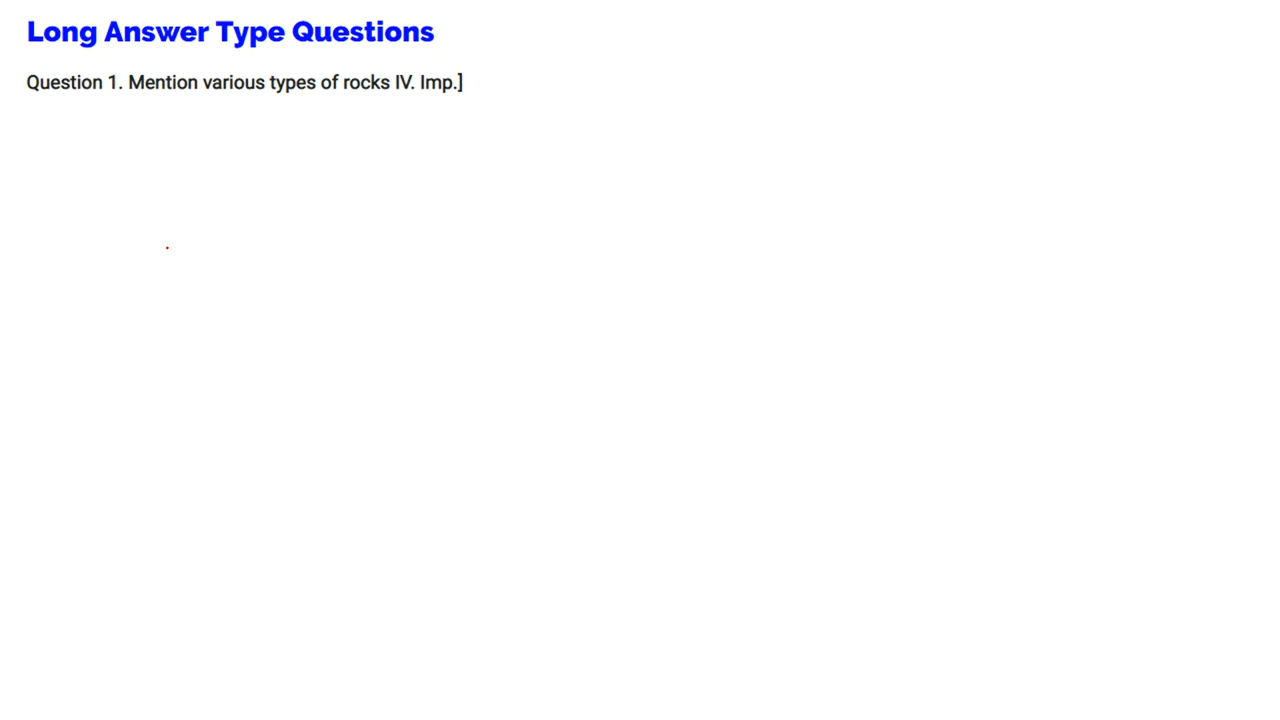 Long Answer Type Questions
Question 1. Mention various types of rocks IV. Imp.]